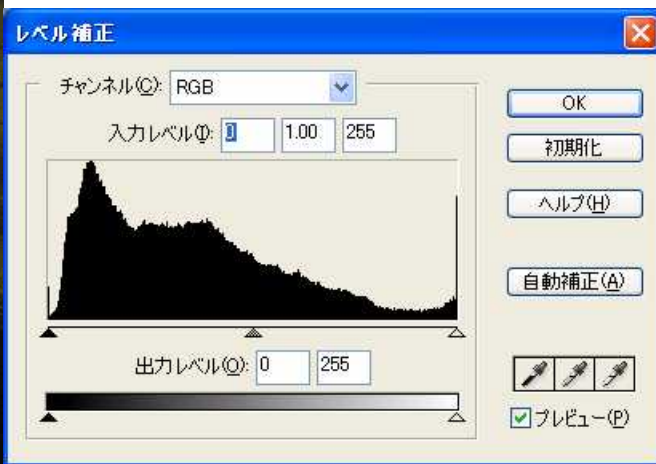 レベル補正
チャンネル(C): RGB
入力レベル(I): 0 1.00 255
出力レベル(O): 0 255
OK
初期化
ヘルプ(H)
自動補正(A)
プレビュー(P)